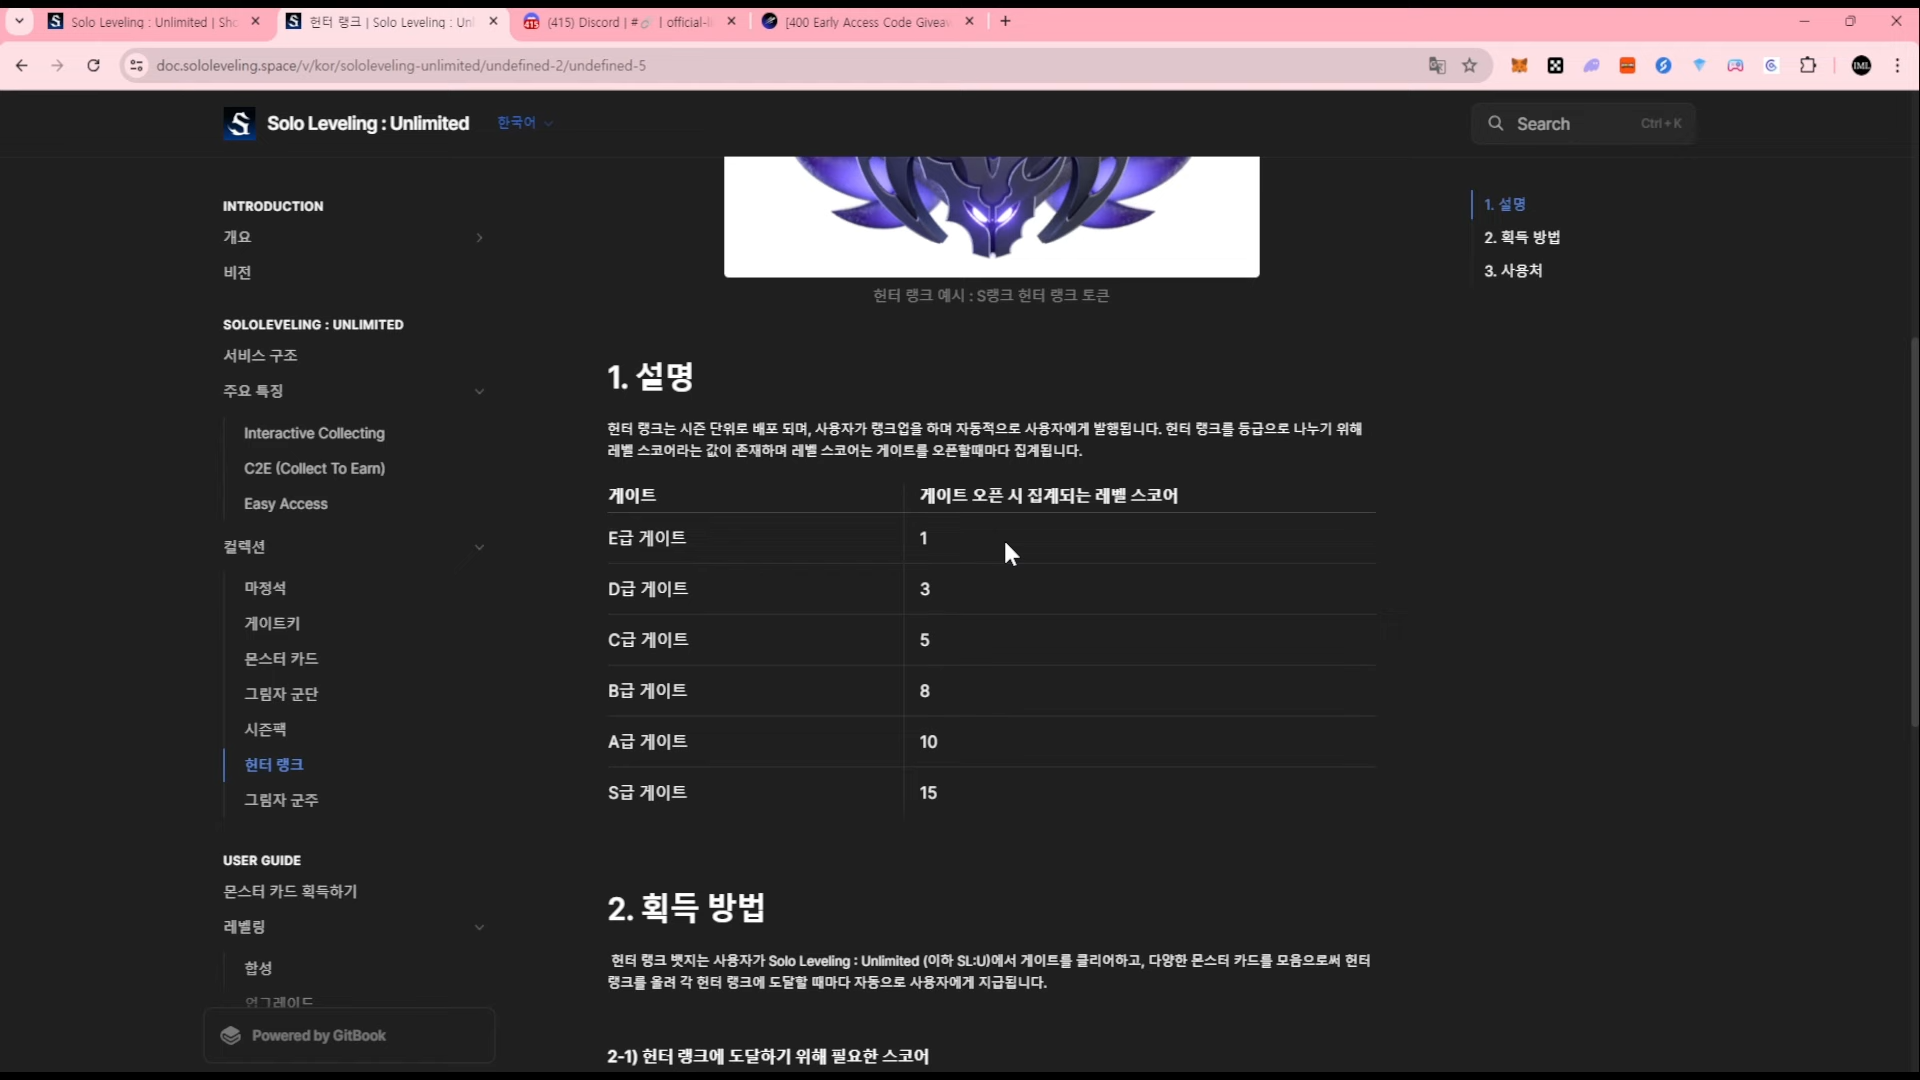 Solo Leveling : Unlimited | Sh
헌터 랭크 | Solo Leveling : Unl
(415) Discord | #🔗 | official-li
[400 Early Access Code Giveaw
doc.sololeveling.space/v/kor/sololeveling-unlimited/undefined-2/undefined-5
IML
Solo Leveling : Unlimited
한국어
Search
Ctrl + K
INTRODUCTION
개요
비전
SOLOLEVELING : UNLIMITED
서비스 구조
주요 특징
Interactive Collecting
C2E (Collect To Earn)
Easy Access
컬렉션
마정석
게이트키
몬스터 카드
그림자 군단
시즌팩
헌터 랭크
그림자 군주
USER GUIDE
몬스터 카드 획득하기
레벨링
합성
업그레이드
Powered by GitBook
헌터 랭크 예시 : S랭크 헌터 랭크 토큰
1. 설명
헌터 랭크는 시즌 단위로 배포 되며, 사용자가 랭크업을 하며 자동적으로 사용자에게 발행됩니다. 헌터 랭크를 등급으로 나누기 위해
레벨 스코어라는 값이 존재하며 레벨 스코어는 게이트를 오픈할때마다 집계됩니다.
게이트
게이트 오픈 시 집계되는 레벨 스코어
E급 게이트
1
D급 게이트
3
C급 게이트
5
B급 게이트
8
A급 게이트
10
S급 게이트
15
2. 획득 방법
헌터 랭크 뱃지는 사용자가 Solo Leveling : Unlimited (이하 SL:U)에서 게이트를 클리어하고, 다양한 몬스터 카드를 모음으로써 헌터
랭크를 올려 각 헌터 랭크에 도달할 때마다 자동으로 사용자에게 지급됩니다.
2-1) 헌터 랭크에 도달하기 위해 필요한 스코어
1. 설명
2. 획득 방법
3. 사용처